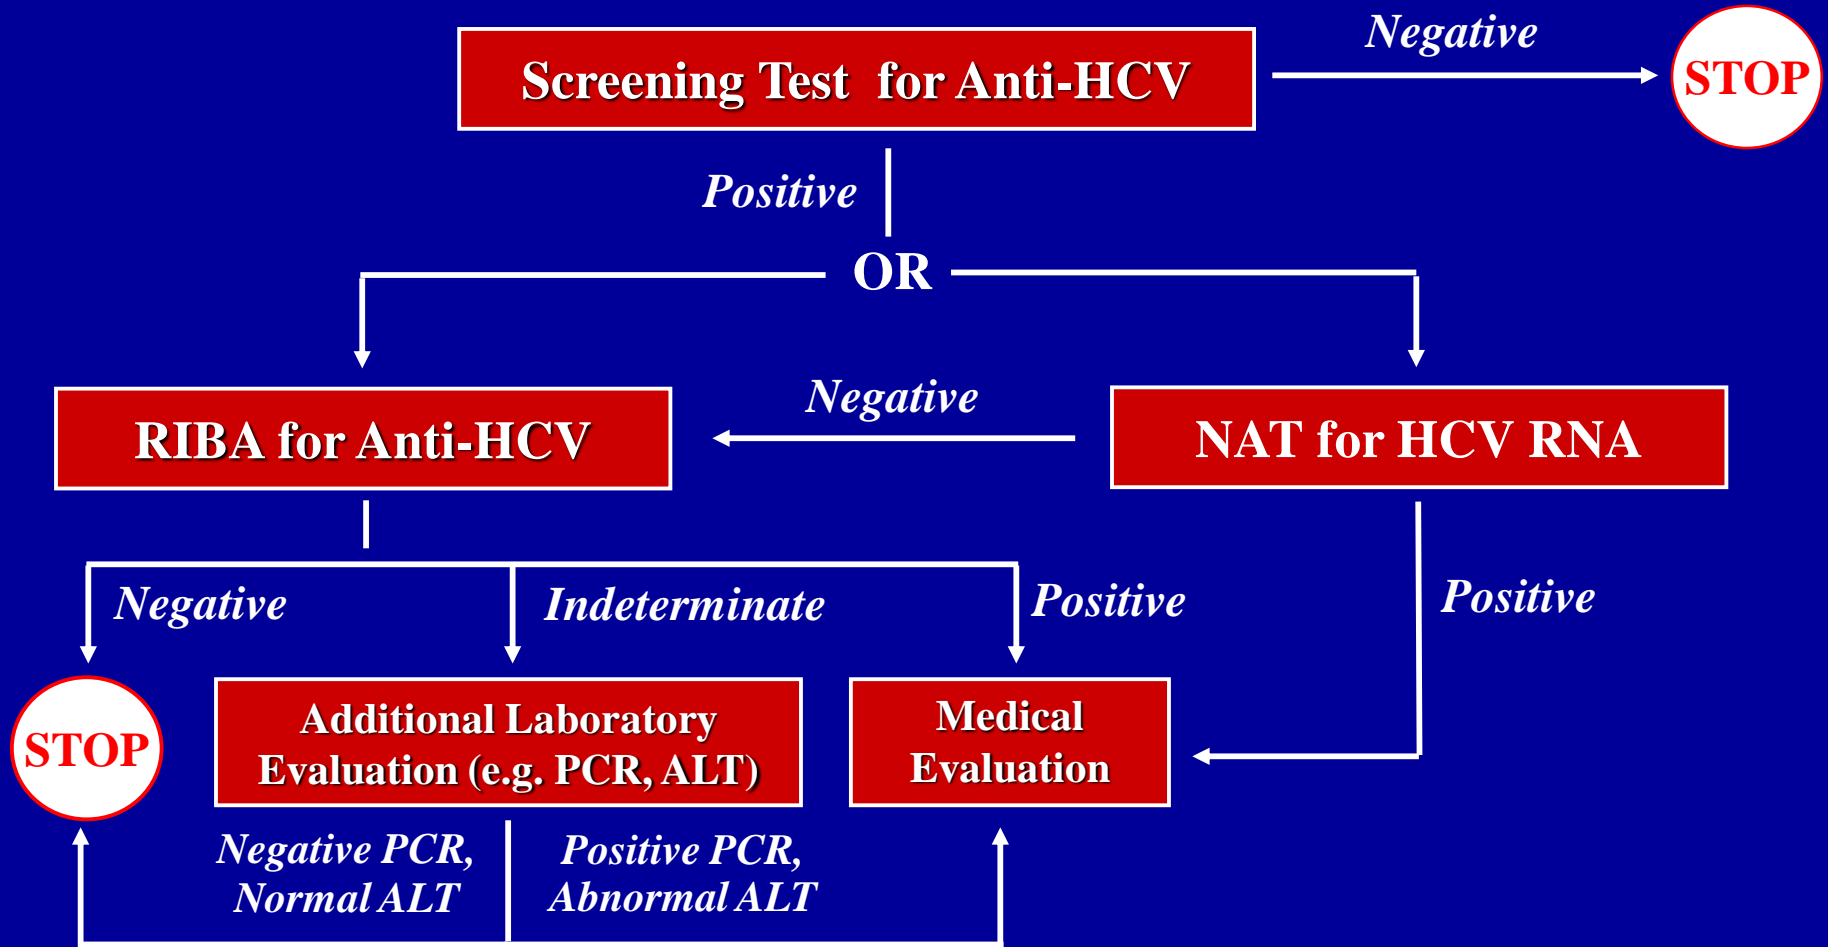 Negative
Screening Test for Anti-HCV
STOP
Positive
OR
Negative
RIBA for Anti-HCV
NAT for HCV RNA
Negative
Indeterminate
Positive
Positive
STOP
Additional Laboratory
Evaluation (e.g. PCR, ALT)
Medical
Evaluation
Negative PCR,
Normal ALT
Positive PCR,
Abnormal ALT